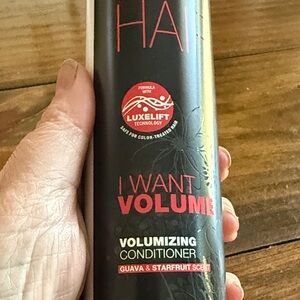 HAI
FORMULA
WITH
LUXELIFT
TECHNOLOGY
SAFE FOR COLOR-TREATED HAIR
I WANT
VOLUME
VOLUMIZING
CONDITIONER
GUAVA & STARFRUIT SCENT